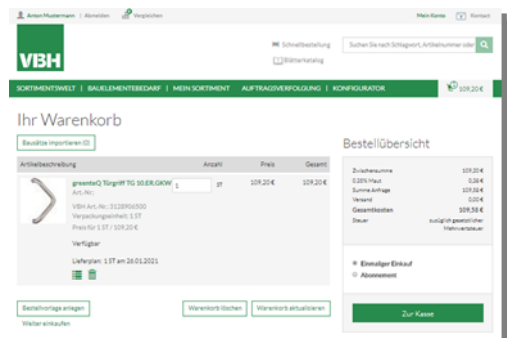 Anton Mustermann | Abmelden Vergleichen
Mein Konto Kontakt
VBH
Schnellbestellung
Blätterkatalog
Suchen Sie nach Schlagwort, Artikelnummer oder
SORTIMENTSWELT | BAUELEMENTEBEDARF | MEIN SORTIMENT AUFTRAGSVERFOLGUNG | KONFIGURATOR
109,20 €
Ihr Warenkorb
Bausätze importieren (0)
Artikelbeschreibung Anzahl Preis Gesamt
greenteQ Türgriff TG 10.ER.GKW 1 ST 109,20 € 109,20 €
Art.-Nr.:
VBH Art.-Nr.: 3128906500
Verpackungseinheit: 1 ST
Preis für 1 ST / 109,20 €
Verfügbar
Lieferplan: 1 ST am 26.01.2021
Bestellvorlage anlegen
Warenkorb löschen
Warenkorb aktualisieren
Weiter einkaufen
Bestellübersicht
Zwischensumme 109,20 €
0,35% Maut 0,38 €
Summe Anfrage 109,58 €
Versand 0,00 €
Gesamtkosten 109,58 €
Steuer zuzüglich gesetzlicher
Mehrwertsteuer
Einmaliger Einkauf
Abonnement
Zur Kasse